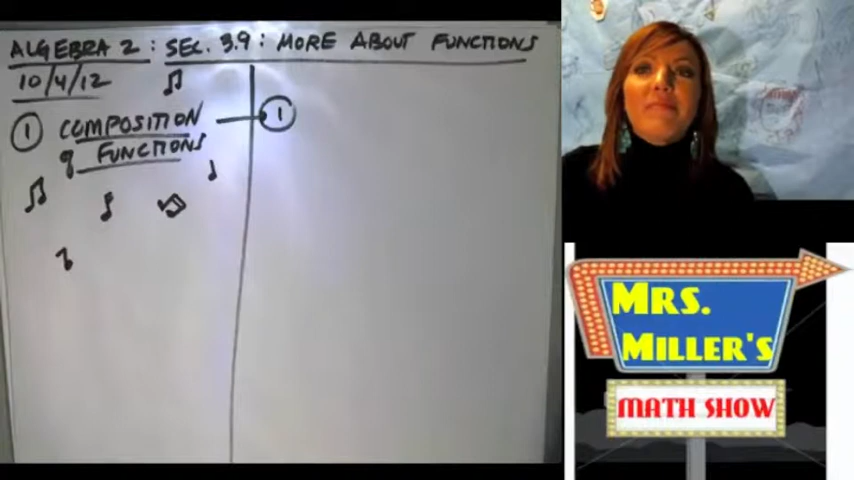 ALGEBRA 2 : SEC. 3.9 : MORE ABOUT FUNCTIONS
10/4/12
① COMPOSITION
of FUNCTIONS
①
MRS.
MILLER'S
MATH SHOW